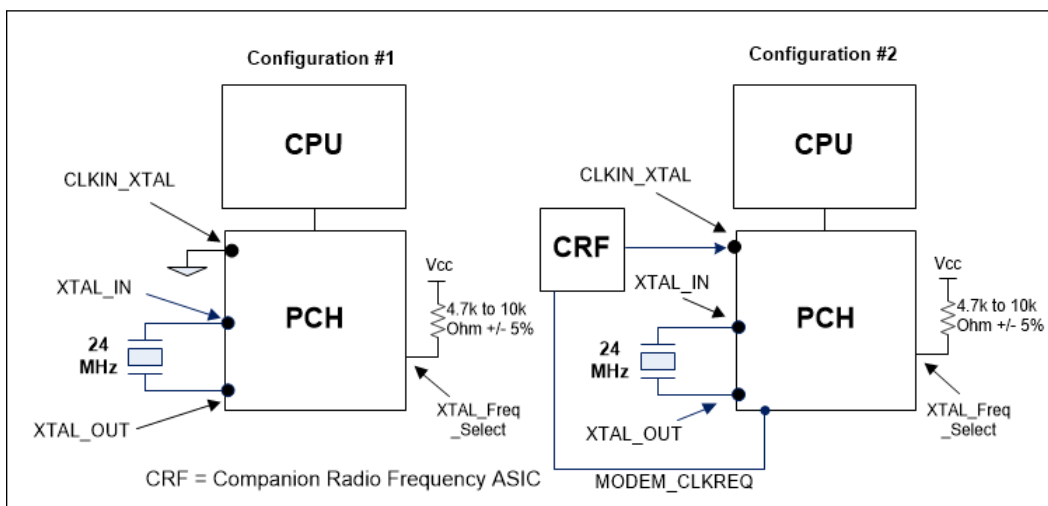 Configuration #1
CPU
CLKIN_XTAL
XTAL_IN
PCH
Vcc
4.7k to 10k
Ohm +/- 5%
24
MHz
XTAL_OUT
XTAL_Freq
_Select
CRF = Companion Radio Frequency ASIC
Configuration #2
CPU
CLKIN_XTAL
CRF
XTAL_IN
PCH
Vcc
4.7k to 10k
Ohm +/- 5%
24
MHz
XTAL_OUT
XTAL_Freq
_Select
MODEM_CLKREQ